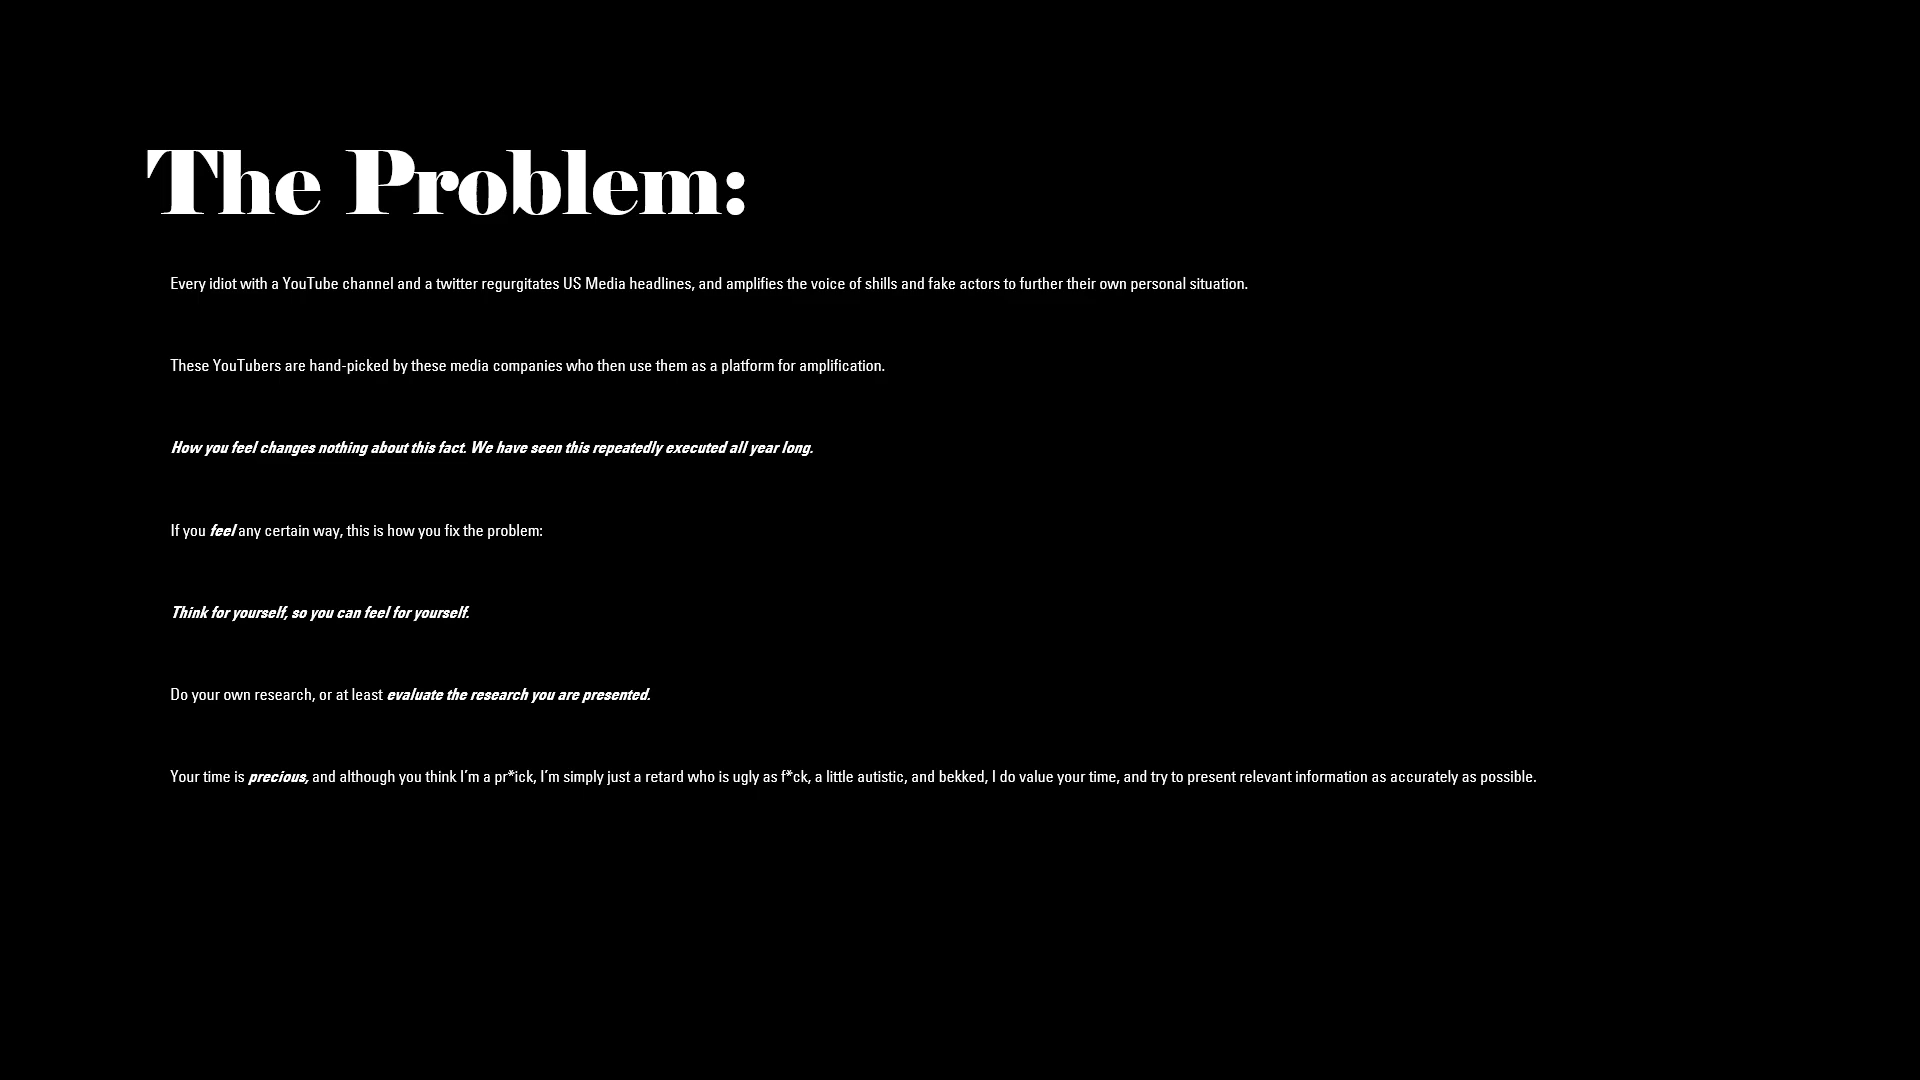 The Problem:
Every idiot with a YouTube channel and a twitter regurgitates US Media headlines, and amplifies the voice of shills and fake actors to further their own personal situation.
These YouTubers are hand-picked by these media companies who then use them as a platform for amplification.
How you feel changes nothing about this fact. We have seen this repeatedly executed all year long.
If you feel any certain way, this is how you fix the problem:
Think for yourself, so you can feel for yourself.
Do your own research, or at least evaluate the research you are presented.
Your time is precious, and although you think I´m a pr*ick, I´m simply just a retard who is ugly as f*ck, a little autistic, and bekked, I do value your time, and try to present relevant information as accurately as possible.